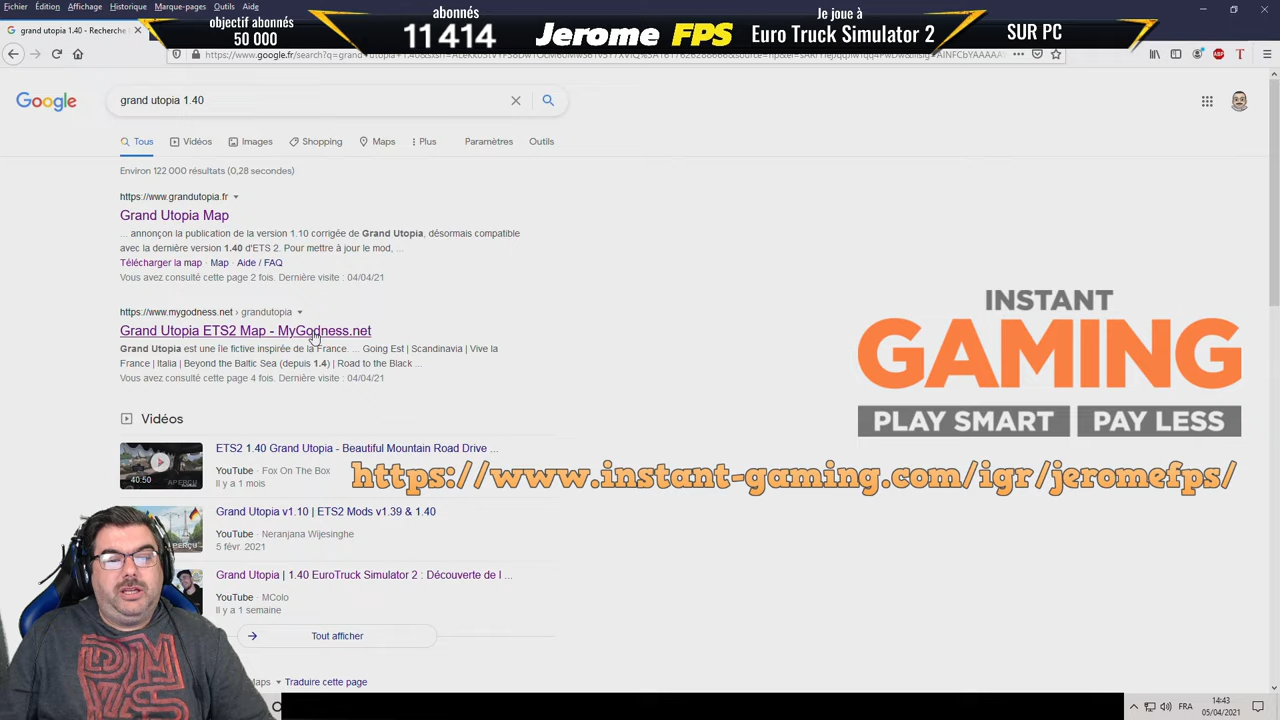 Fichier Édition Affichage Historique Marque-pages Outils Aide
grand utopia 1.40 - Recherche
objectif abonnés
50 000
abonnés
11 414
Jerome FPS
Je joue à
Euro Truck Simulator 2
SUR PC
Google
grand utopia 1.40
Tous Vidéos Images Shopping Maps Plus Paramètres Outils
Environ 122 000 résultats (0,28 secondes)
https://www.grandutopia.fr
Grand Utopia Map
... annonçon la publication de la version 1.10 corrigée de Grand Utopia, désormais compatible
avec la dernière version 1.40 d'ETS 2. Pour mettre à jour le mod, ...
Télécharger la map · Map · Aide / FAQ
Vous avez consulté cette page 2 fois. Dernière visite : 04/04/21
https://www.mygodness.net › grandutopia
Grand Utopia ETS2 Map - MyGodness.net
Grand Utopia est une île fictive inspirée de la France. ... Going Est | Scandinavia | Vive la
France | Italia | Beyond the Baltic Sea (depuis 1.4) | Road to the Black ...
Vous avez consulté cette page 4 fois. Dernière visite : 04/04/21
INSTANT
GAMING
PLAY SMART PAY LESS
https://www.instant-gaming.com/igr/jeromefps/
Vidéos
ETS2 1.40 Grand Utopia - Beautiful Mountain Road Drive ...
YouTube · Fox On The Box
Il y a 1 mois
40:50
APERÇU
Grand Utopia v1.10 | ETS2 Mods v1.39 & 1.40
YouTube · Neranjana Wijesinghe
5 févr. 2021
Grand Utopia | 1.40 EuroTruck Simulator 2 : Découverte de l ...
YouTube · MColo
Il y a 1 semaine
Tout afficher
Traduire cette page
FR
14:43
05/04/2021